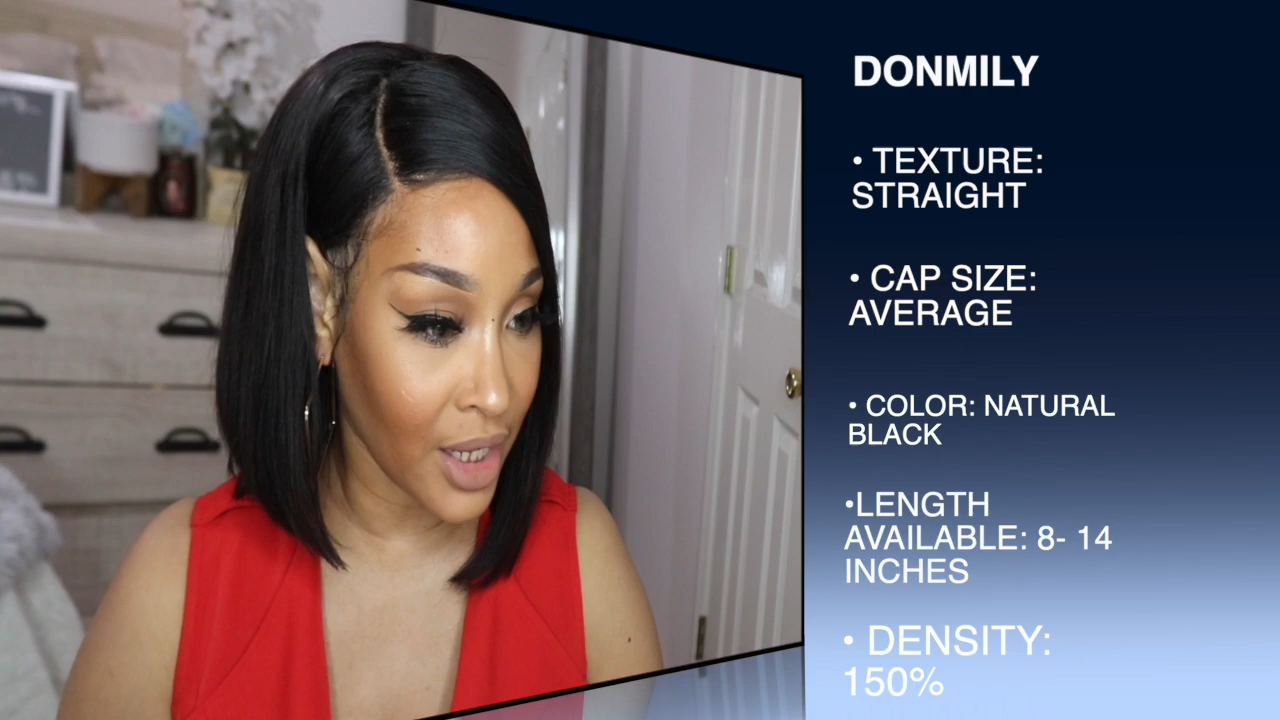 DONMILY
• TEXTURE:
STRAIGHT
• CAP SIZE:
AVERAGE
• COLOR: NATURAL
BLACK
•LENGTH
AVAILABLE: 8- 14
INCHES
• DENSITY:
150%